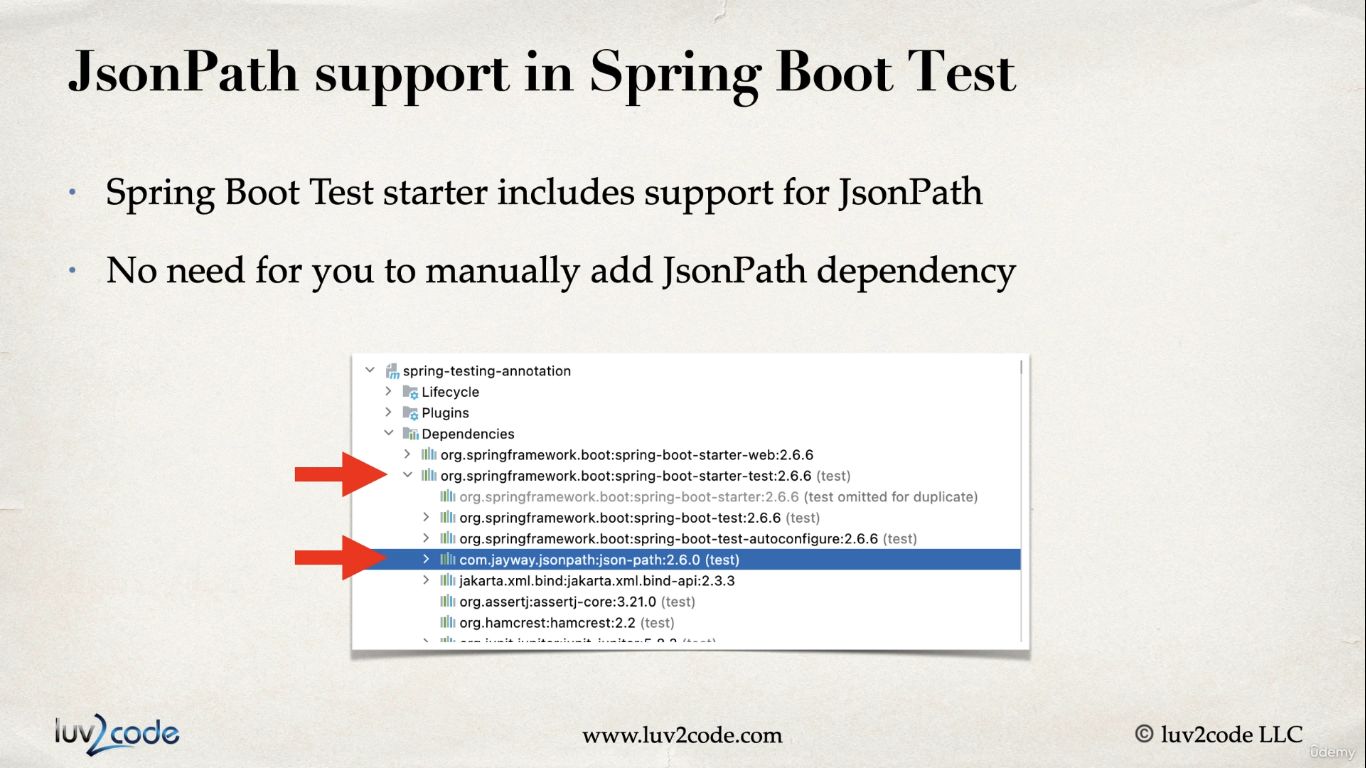 JsonPath support in Spring Boot Test
• Spring Boot Test starter includes support for JsonPath
• No need for you to manually add JsonPath dependency
spring-testing-annotation
Lifecycle
Plugins
Dependencies
org.springframework.boot:spring-boot-starter-web:2.6.6
org.springframework.boot:spring-boot-starter-test:2.6.6 (test)
org.springframework.boot:spring-boot-starter:2.6.6 (test omitted for duplicate)
org.springframework.boot:spring-boot-test:2.6.6 (test)
org.springframework.boot:spring-boot-test-autoconfigure:2.6.6 (test)
com.jayway.jsonpath:json-path:2.6.0 (test)
jakarta.xml.bind:jakarta.xml.bind-api:2.3.3
org.assertj:assertj-core:3.21.0 (test)
org.hamcrest:hamcrest:2.2 (test)
luv2code
www.luv2code.com
© luv2code LLC
ûdemy